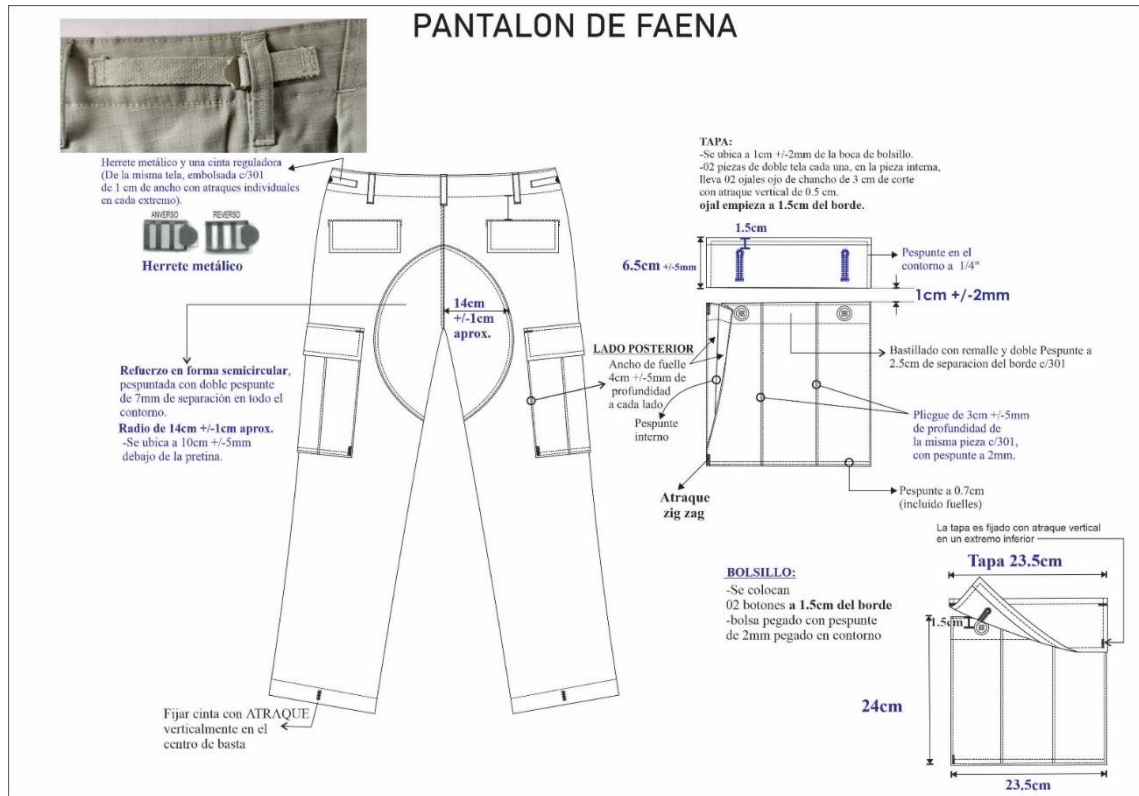 PANTALON DE FAENA
Herrete metálico y una cinta reguladora
(De la misma tela, embolsada c/301
de 1 cm de ancho con atraques individuales
en cada extremo).
ANVERSO
REVERSO
Herrete metálico
14cm
+/-1cm
aprox.
Refuerzo en forma semicircular,
pespuntada con doble pespunte
de 7mm de separación en todo el
contorno.
Radio de 14cm +/-1cm aprox.
-Se ubica a 10cm +/-5mm
debajo de la pretina.
Fijar cinta con ATRAQUE
verticalmente en el
centro de basta
TAPA:
-Se ubica a 1cm +/-2mm de la boca de bolsillo.
-02 piezas de doble tela cada una, en la pieza interna,
lleva 02 ojales ojo de chancho de 3 cm de corte
con atraque vertical de 0.5 cm.
ojal empieza a 1.5cm del borde.
1.5cm
6.5cm +/-5mm
Pespunte en el
contorno a 1/4"
1cm +/-2mm
LADO POSTERIOR
Ancho de fuelle
4cm +/-5mm de
profundidad
a cada lado
Pespunte
interno
Bastillado con remalle y doble Pespunte a
2.5cm de separacion del borde c/301
Pliegue de 3cm +/-5mm
de profundidad de
la misma pieza c/301,
con pespunte a 2mm.
Atraque
zig zag
Pespunte a 0.7cm
(incluido fuelles)
La tapa es fijado con atraque vertical
en un extremo inferior
Tapa 23.5cm
BOLSILLO:
-Se colocan
02 botones a 1.5cm del borde
-bolsa pegado con pespunte
de 2mm pegado en contorno
1.5cm
24cm
23,5cm